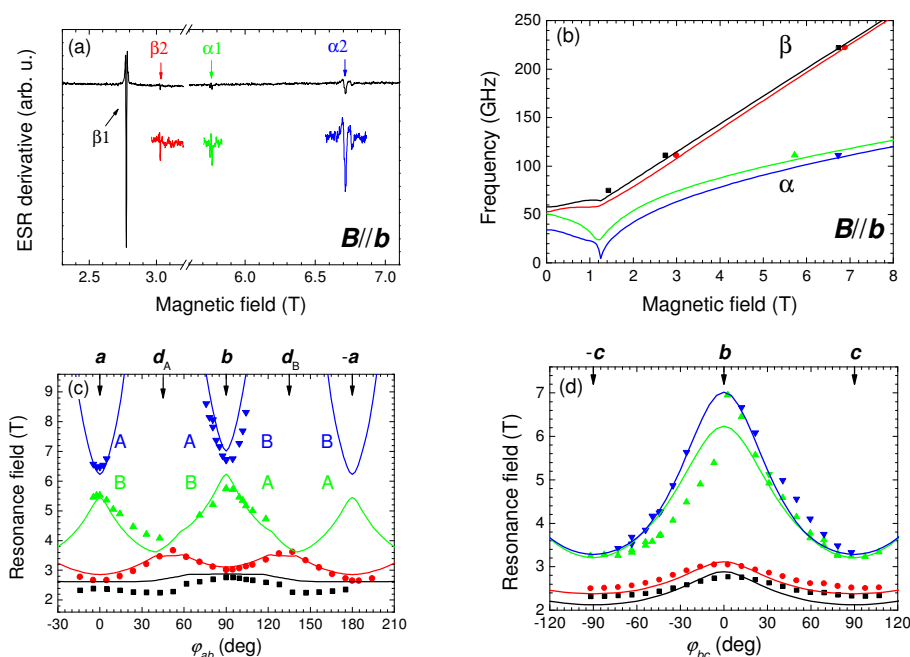 (a)
β2
α1
α2
β1
B//b
ESR derivative (arb. u.)
2.5 3.0 6.0 6.5 7.0
Magnetic field (T)
(b)
β
α
B//b
Frequency (GHz)
250
200
150
100
50
0
0 1 2 3 4 5 6 7 8
Magnetic field (T)
a d_A b d_B -a
(c)
A A B B
B B A A
Resonance field (T)
9
8
7
6
5
4
3
2
-30 0 30 60 90 120 150 180 210
φ_ab (deg)
-c b c
(d)
Resonance field (T)
7
6
5
4
3
2
-120 -90 -60 -30 0 30 60 90 120
φ_bc (deg)